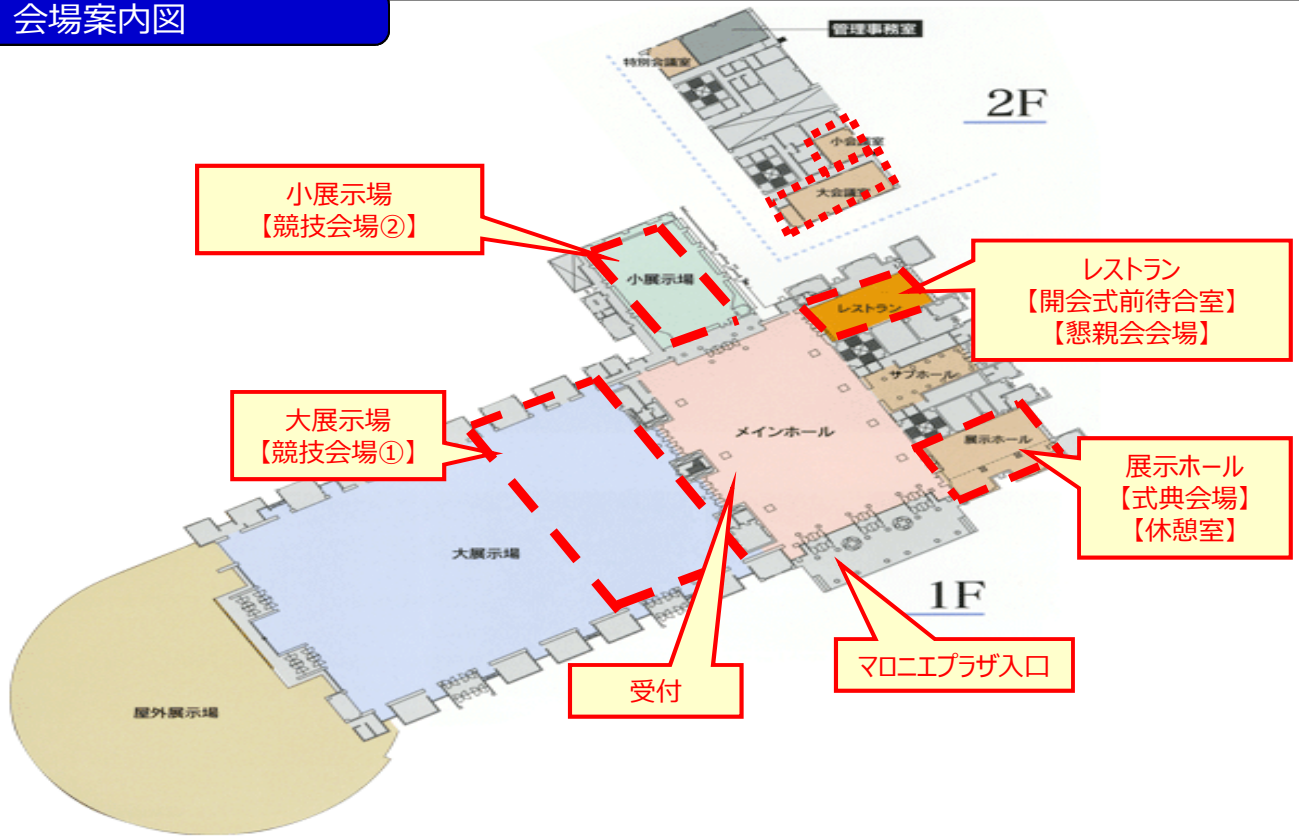 会場案内図
管理事務室
特別会議室
2F
小会議室
大会議室
小展示場
【競技会場②】
小展示場
レストラン
【開会式前待合室】
【懇親会会場】
レストラン
サブホール
大展示場
【競技会場①】
メインホール
展示ホール
展示ホール
【式典会場】
【休憩室】
大展示場
1F
マロニエプラザ入口
受付
屋外展示場